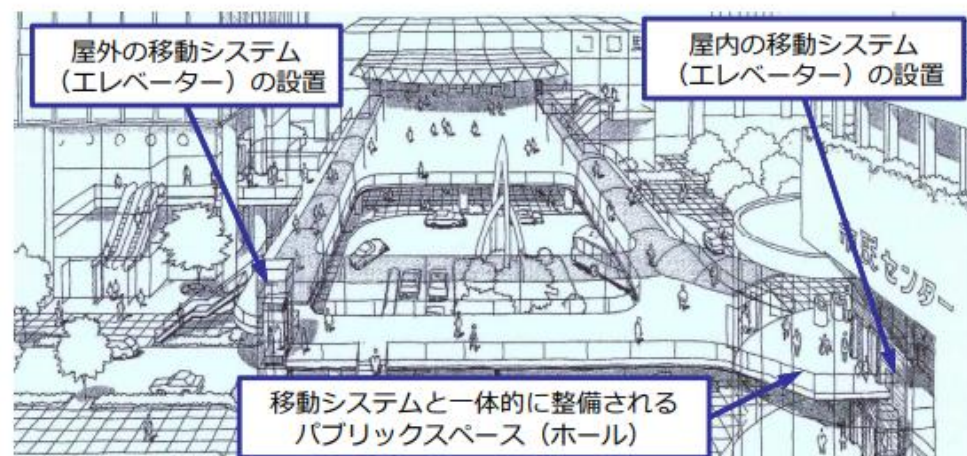 屋外の移動システム
（エレベーター）の設置
屋内の移動システム
（エレベーター）の設置
市民センター
移動システムと一体的に整備される
パブリックスペース（ホール）